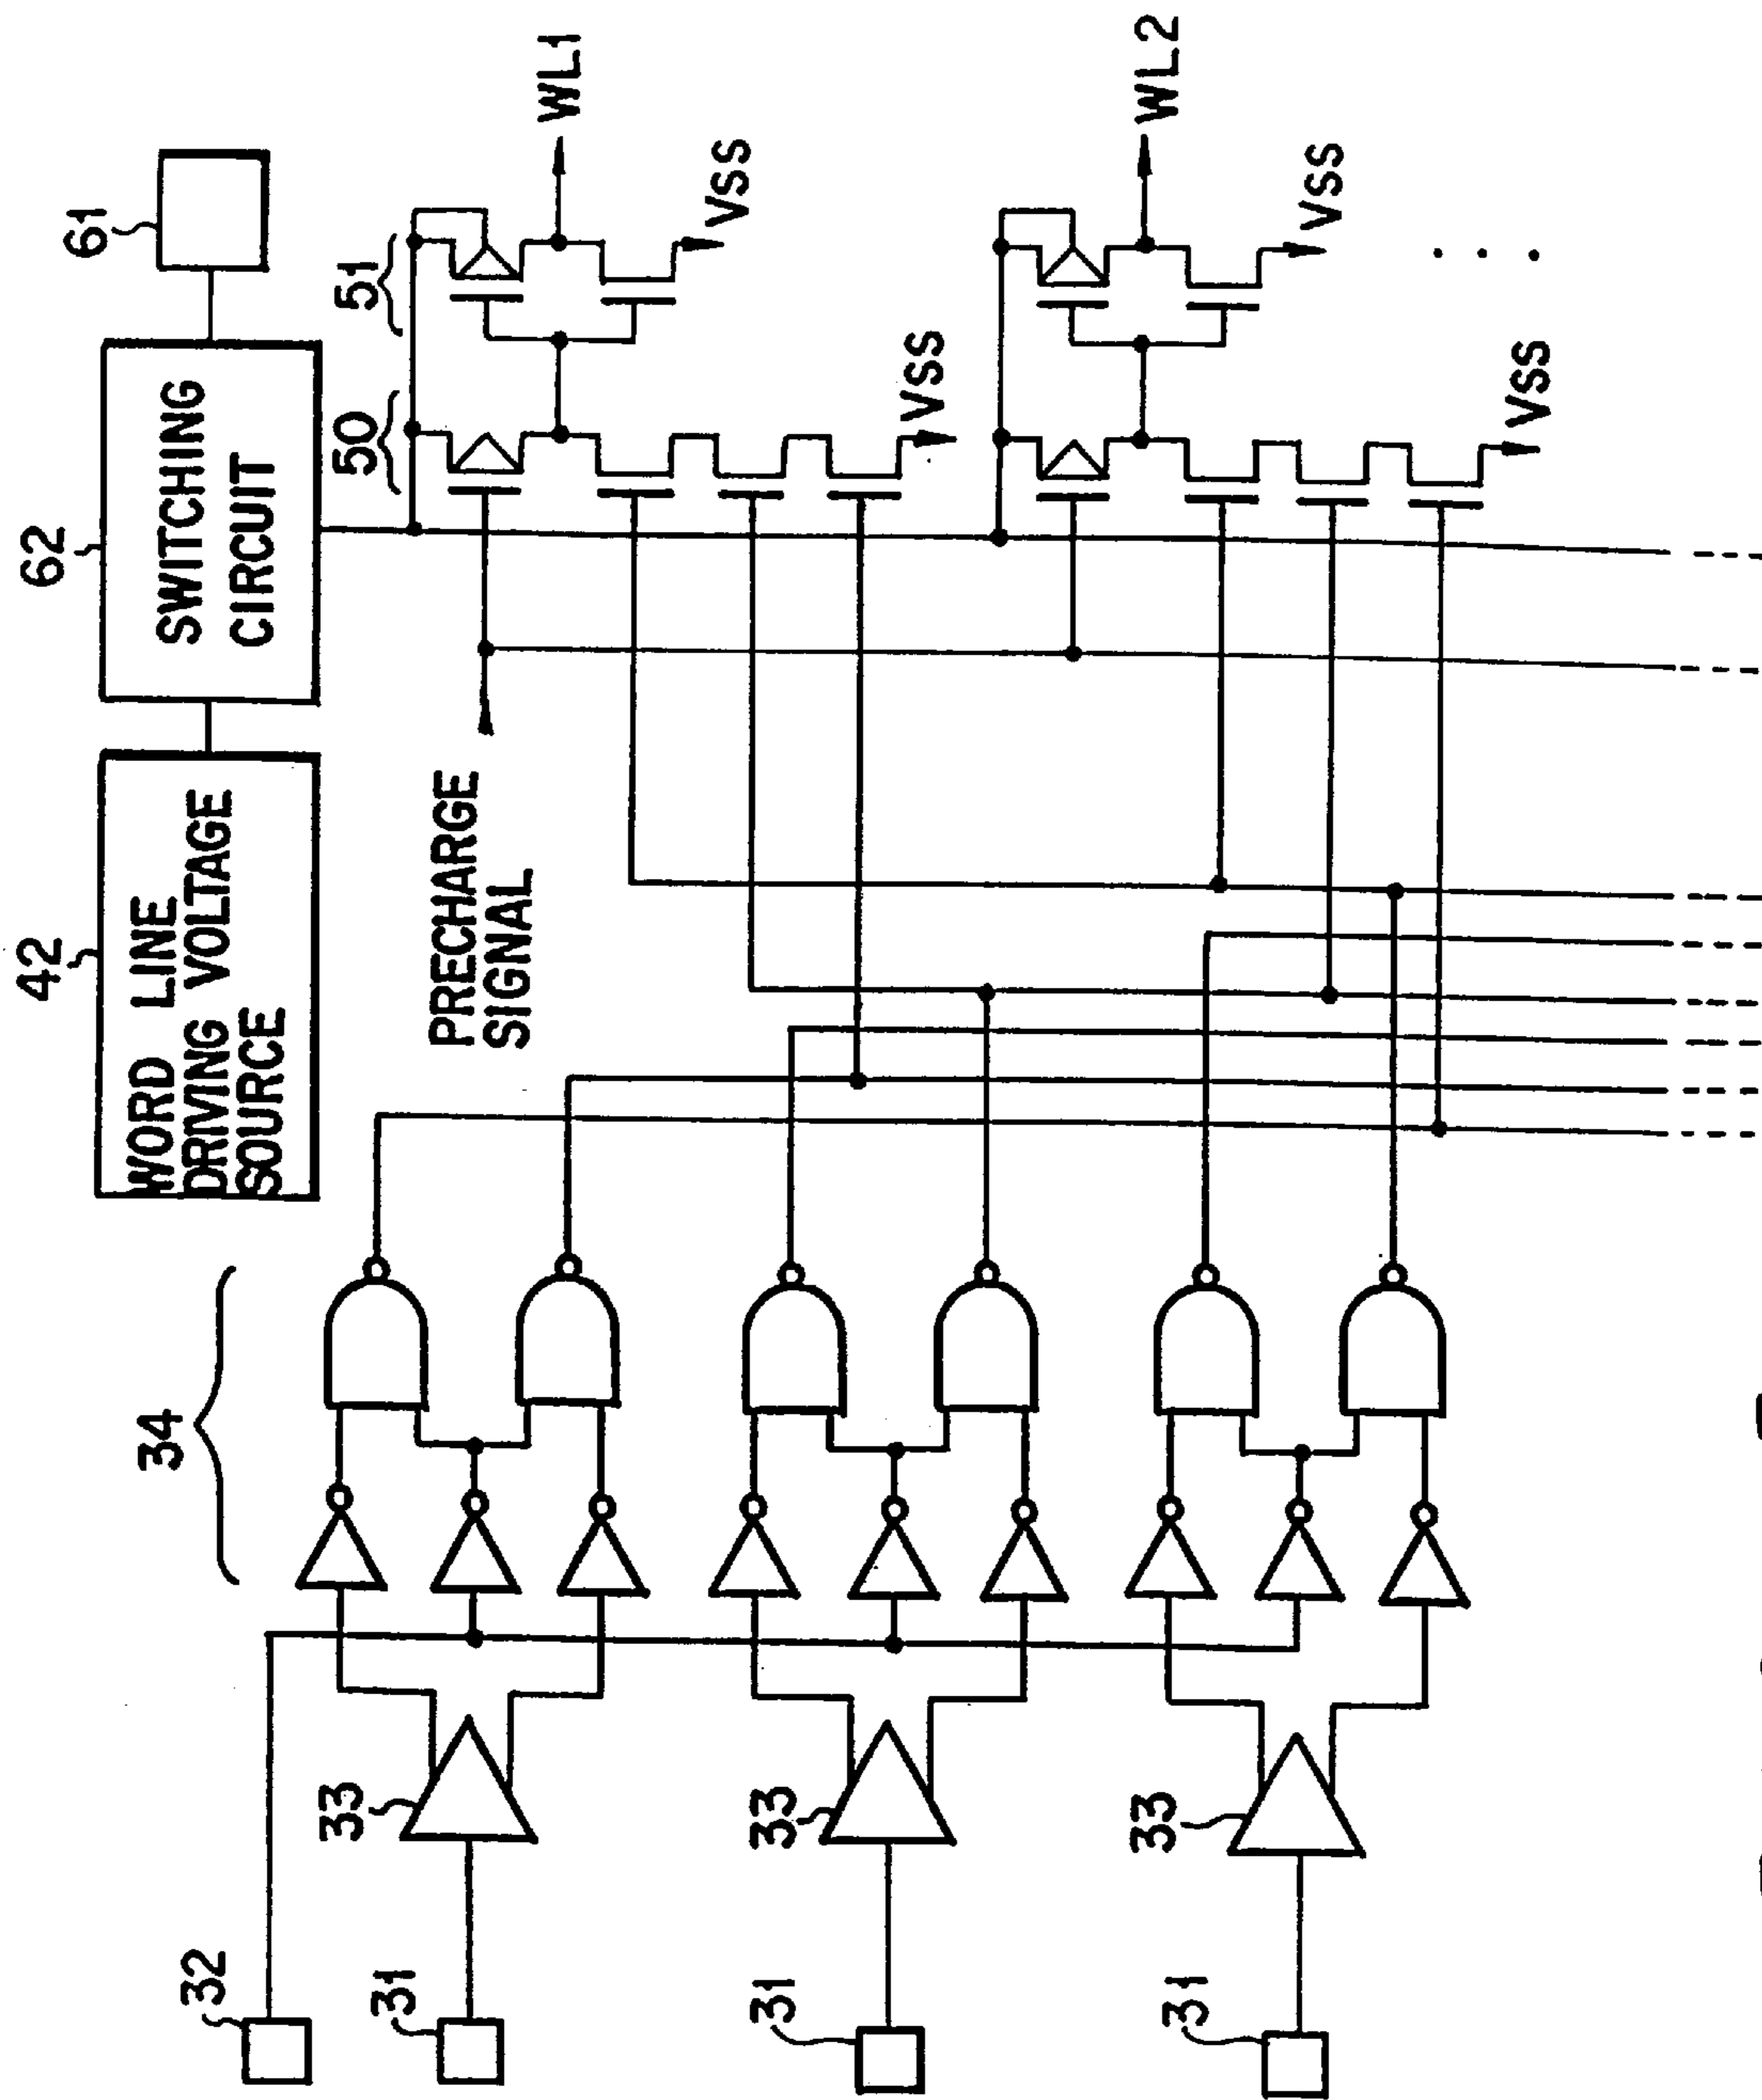 42
WORD LINE
DRIVING VOLTAGE
SOURCE
62
SWITCHING
CIRCUIT
61
34
PRECHARGE
SIGNAL
50
51
WL1
VSS
VSS
WL2
VSS
VSS
32
31
33
31
33
31
33